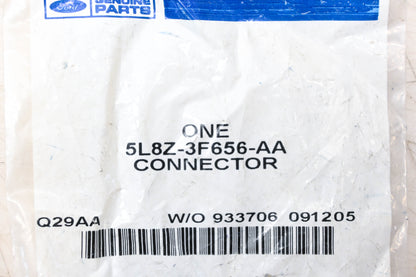 Ford
GENUINE
PARTS
ONE
5L8Z-3F656-AA
CONNECTOR
Q29AA W/O 933706 091205